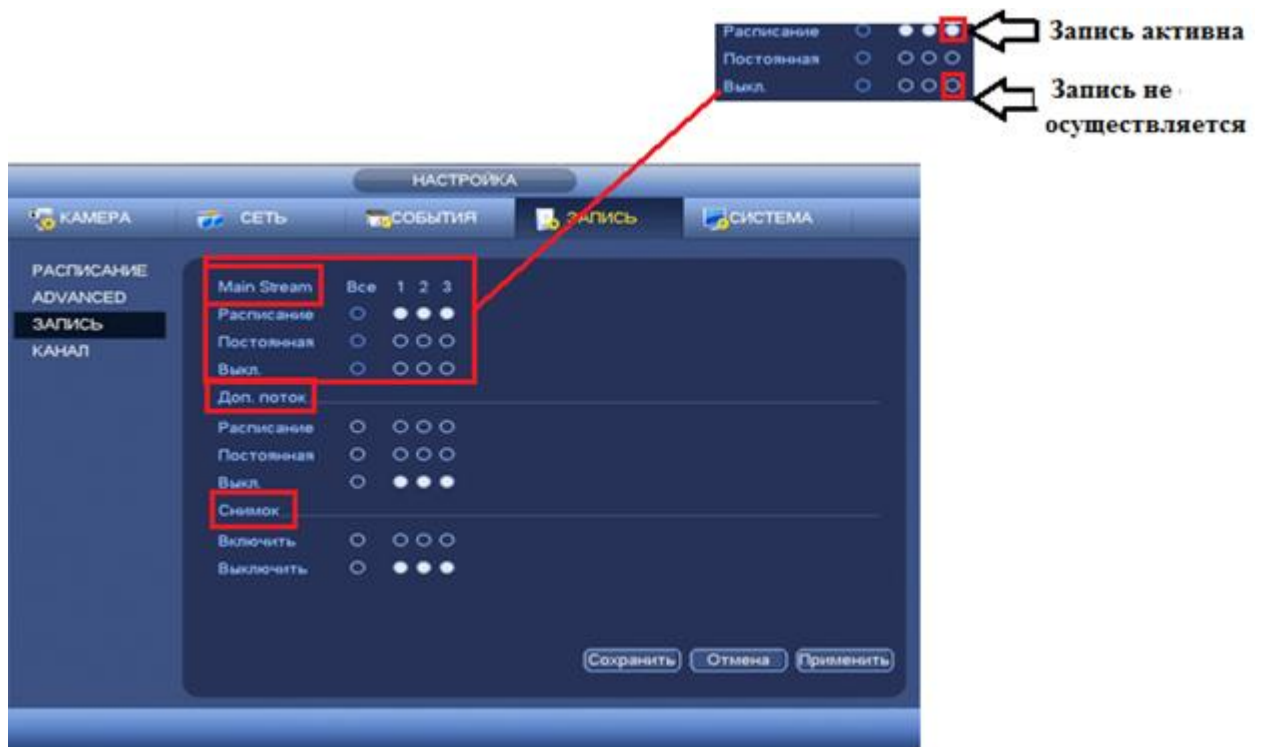 Расписание
Постоянная
Выкл.
Запись активна
Запись не
осуществляется
НАСТРОЙКА
КАМЕРА СЕТЬ СОБЫТИЯ ЗАПИСЬ СИСТЕМА
РАСПИСАНИЕ
ADVANCED
ЗАПИСЬ
КАНАЛ
Main Stream Все 1 2 3
Расписание
Постоянная
Выкл.
Доп. поток
Расписание
Постоянная
Выкл.
Снимок
Включить
Выключить
Сохранить Отмена Применить